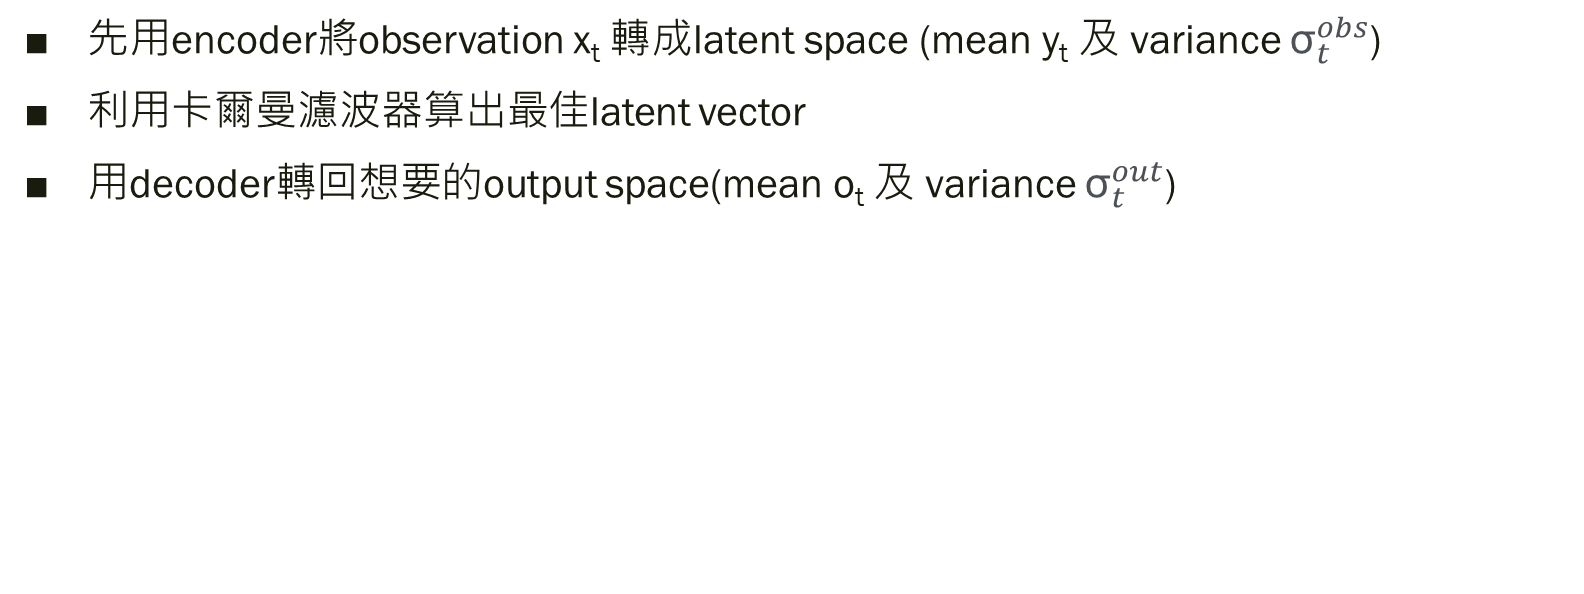 ■ 先用encoder將observation xₜ 轉成latent space (mean yₜ 及 variance σₜᵒᵇˢ)
■ 利用卡爾曼濾波器算出最佳latent vector
■ 用decoder轉回想要的output space(mean oₜ 及 variance σₜᵒᵘᵗ)